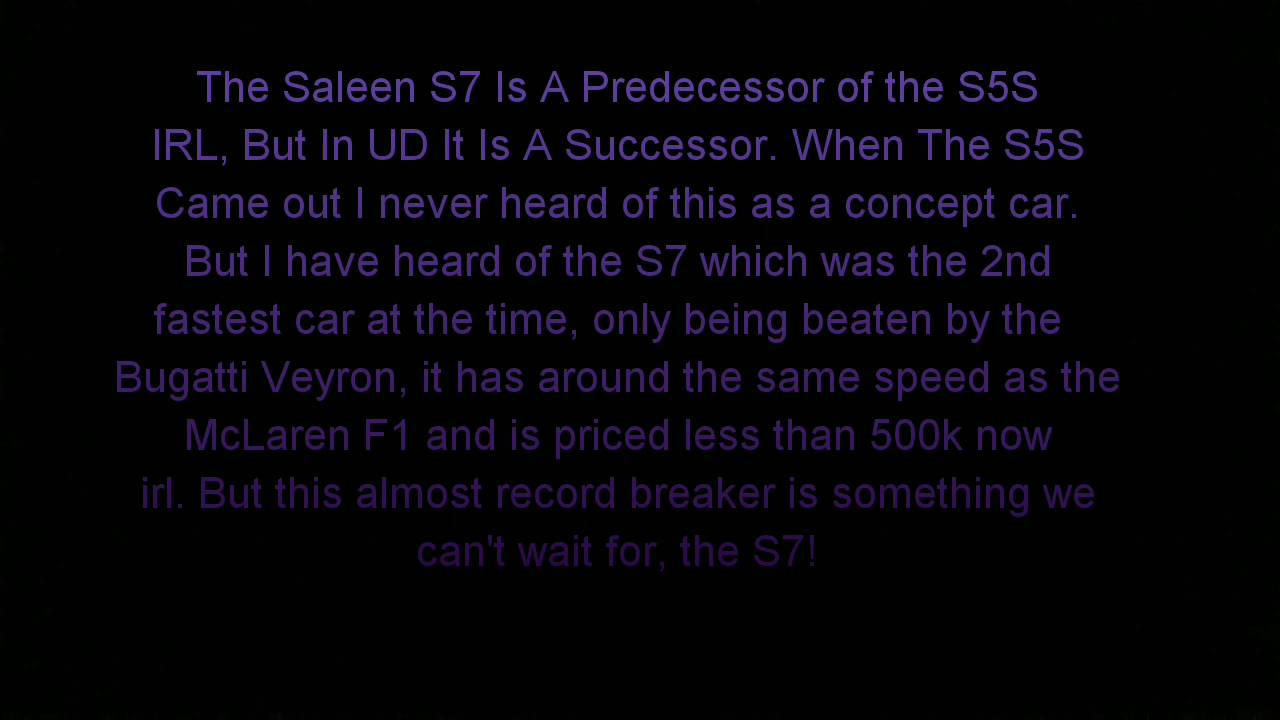 The Saleen S7 Is A Predecessor of the S5S
IRL, But In UD It Is A Successor. When The S5S
Came out I never heard of this as a concept car.
But I have heard of the S7 which was the 2nd
fastest car at the time, only being beaten by the
Bugatti Veyron, it has around the same speed as the
McLaren F1 and is priced less than 500k now
irl. But this almost record breaker is something we
can't wait for, the S7!